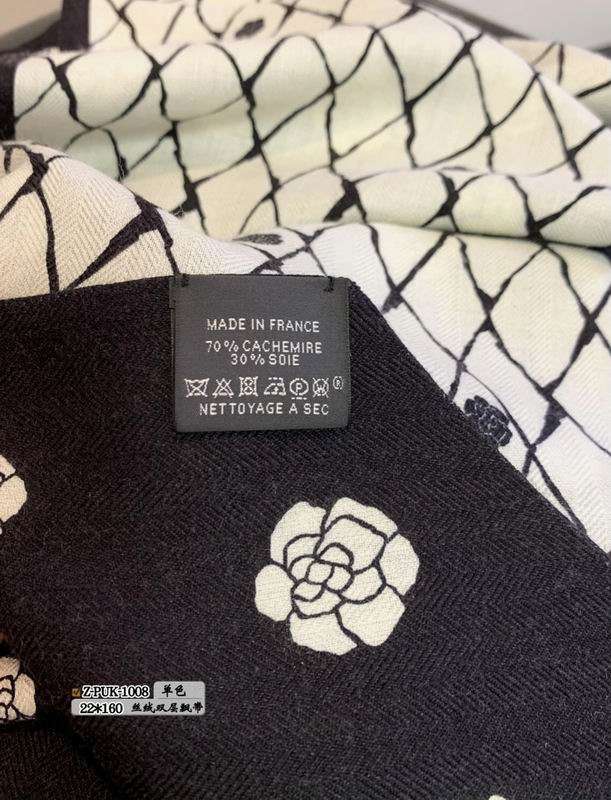 MADE IN FRANCE
70% CACHEMIRE
30% SOIE
NETTOYAGE A SEC
Z-PUK-1008 单色
22*160 丝绒双层飘带